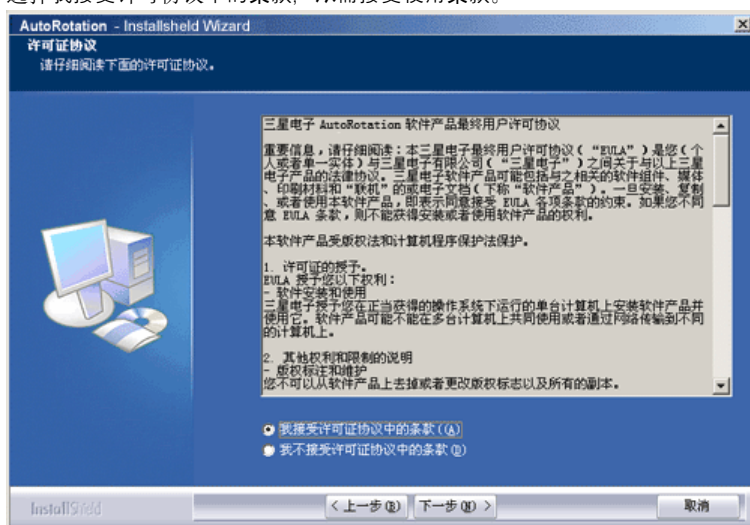 AutoRotation - Installsheld Wizard
许可证协议
请仔细阅读下面的许可证协议。
三星电子 AutoRotation 软件产品最终用户许可协议
重要信息，请仔细阅读：本三星电子最终用户许可协议（ “EULA” ）是您（个
人或者单一实体）与三星电子有限公司（ “三星电子” ）之间关于与以上三星
电子产品的法律协议。三星电子软件产品可能包括与之相关的软件组件、媒体
、印刷材料和“联机”的或电子文档（下称“软件产品” ）。一旦安装、复制
、或者使用本软件产品，即表示同意接受 EULA 各项条款的约束。如果您不同
意 EULA 条款，则不能获得安装或者使用软件产品的权利。
本软件产品受版权法和计算机程序保护法保护。
1. 许可证的授予。
EULA 授予您以下权利：
- 软件安装和使用
三星电子授予您在正当获得的操作系统下运行的单台计算机上安装软件产品并
使用它。软件产品可能不能在多台计算机上共同使用或者通过网络传输到不同
的计算机上。
2. 其他权利和限制的说明
- 版权标注和维护
您不可以从软件产品上去掉或者更改版权标志以及所有的副本。
我接受许可证协议中的条款((A)
我不接受许可证协议中的条款(D)
InstallShield
< 上一步(B)
下一步(N) >
取消